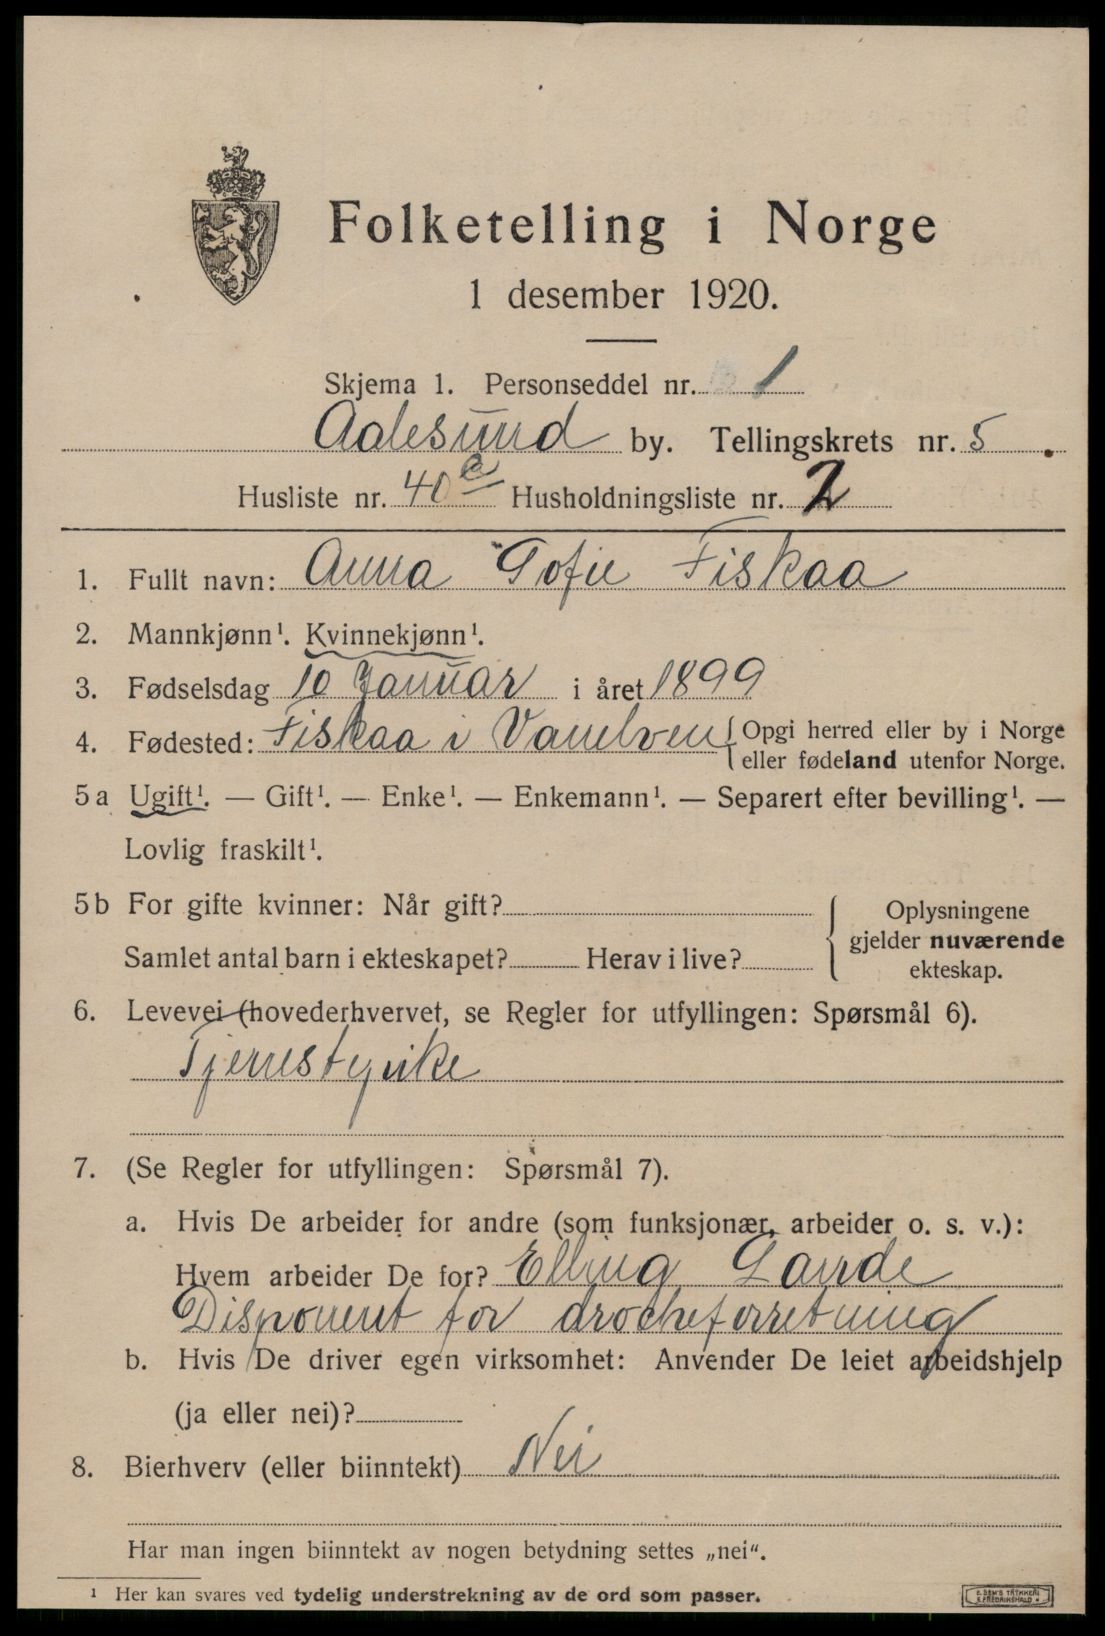 Folketelling i Norge
1 desember 1920.
Skjema 1. Personseddel nr. 1
Aalesund by. Tellingskrets nr. 5
Husliste nr. 40a Husholdningsliste nr. 2
1. Fullt navn: Anna Sofie Fiskaa
2. Mannkjønn¹. Kvinnekjønn¹.
3. Fødselsdag 10 Januar i året 1899
4. Fødested: Fiskaa i Vanelven { Opgi herred eller by i Norge
eller fødeland utenfor Norge.
5a Ugift¹. — Gift¹. — Enke¹. — Enkemann¹. — Separert efter bevilling¹. —
Lovlig fraskilt¹.
5b For gifte kvinner: Når gift?
Samlet antal barn i ekteskapet? Herav i live?
{ Oplysningene
gjelder nuværende
ekteskap.
6. Levevei (hovederhvervet, se Regler for utfyllingen: Spørsmål 6).
Tjenestepike
7. (Se Regler for utfyllingen: Spørsmål 7).
a. Hvis De arbeider for andre (som funksjonær, arbeider o. s. v.):
Hvem arbeider De for? Elling Lande
Disponent for drocheforretning
b. Hvis De driver egen virksomhet: Anvender De leiet arbeidshjelp
(ja eller nei)?
8. Bierhverv (eller biinntekt) Nei
Har man ingen biinntekt av nogen betydning settes „nei“.
¹ Her kan svares ved tydelig understrekning av de ord som passer.